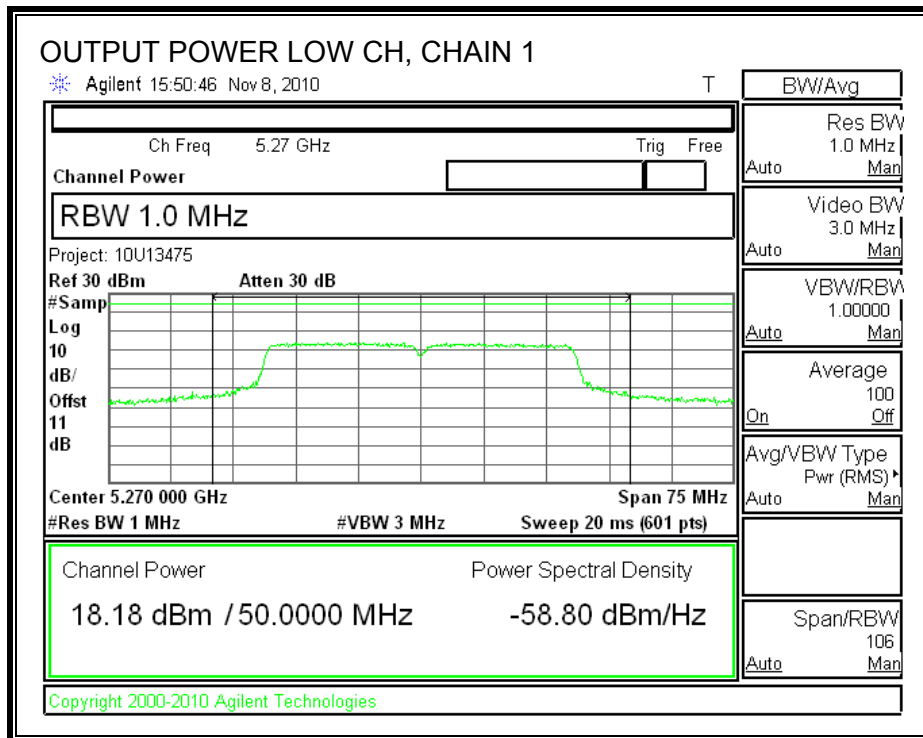 OUTPUT POWER LOW CH, CHAIN 1
Agilent 15:50:46 Nov 8, 2010 T
Ch Freq 5.27 GHz Trig Free
Channel Power
RBW 1.0 MHz
Project: 10U13475
Ref 30 dBm Atten 30 dB
#Samp
Log
10
dB/
Offst
11
dB
Center 5.270 000 GHz Span 75 MHz
#Res BW 1 MHz #VBW 3 MHz Sweep 20 ms (601 pts)
Channel Power Power Spectral Density
18.18 dBm / 50.0000 MHz -58.80 dBm/Hz
Copyright 2000-2010 Agilent Technologies
BW/Avg
Res BW
1.0 MHz
Auto Man
Video BW
3.0 MHz
Auto Man
VBW/RBW
1.00000
Auto Man
Average
100
On Off
Avg/VBW Type
Pwr (RMS)
Auto Man
Span/RBW
106
Auto Man